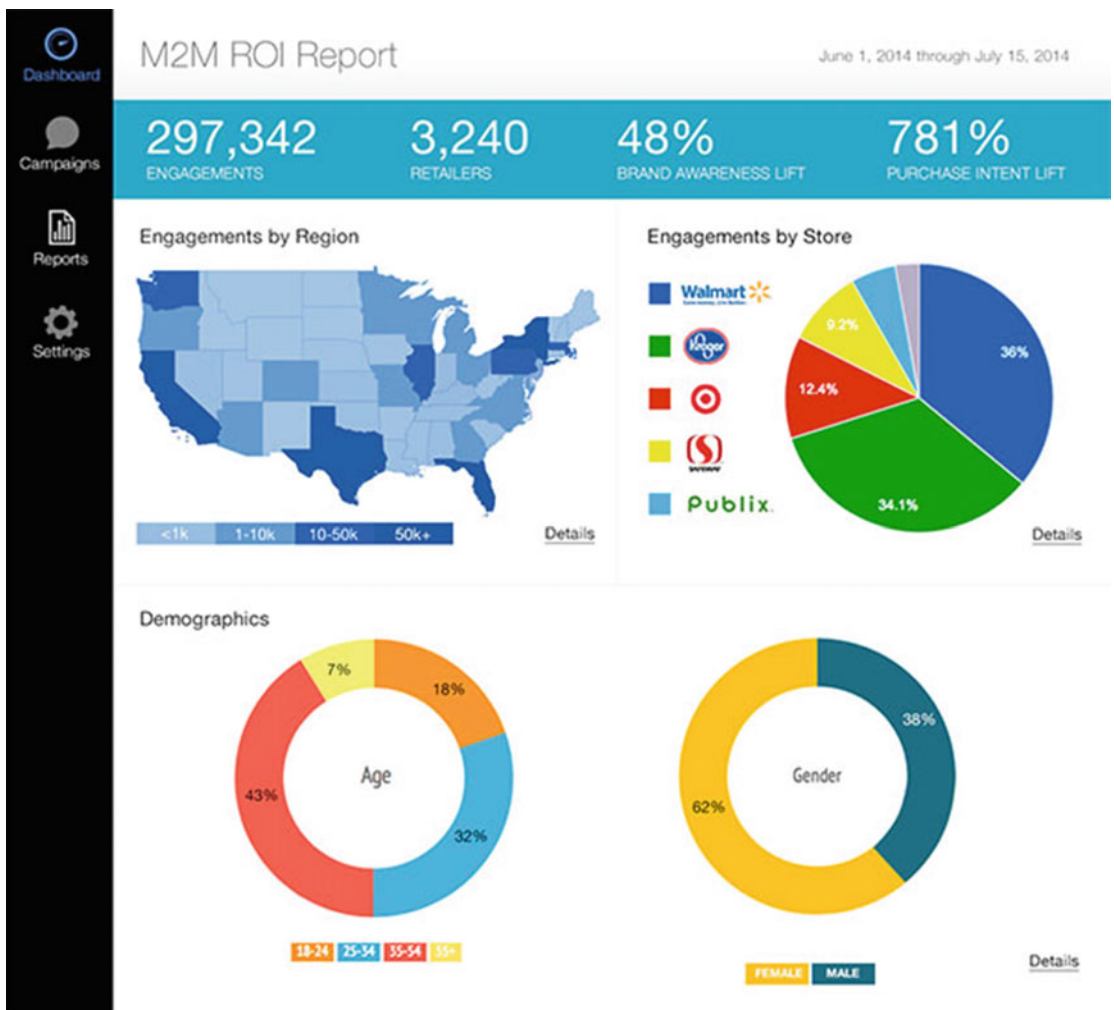 Dashboard
Campaigns
Reports
Settings
M2M ROI Report
June 1, 2014 through July 15, 2014
297,342
ENGAGEMENTS
3,240
RETAILERS
48%
BRAND AWARENESS LIFT
781%
PURCHASE INTENT LIFT
Engagements by Region
<1k 1-10k 10-50k 50k+
Details
Engagements by Store
Walmart
Kroger
Publix.
36%
34.1%
12.4%
9.2%
Details
Demographics
7%
18%
43%
32%
Age
18-24 25-34 35-54 55+
38%
62%
Gender
FEMALE MALE
Details